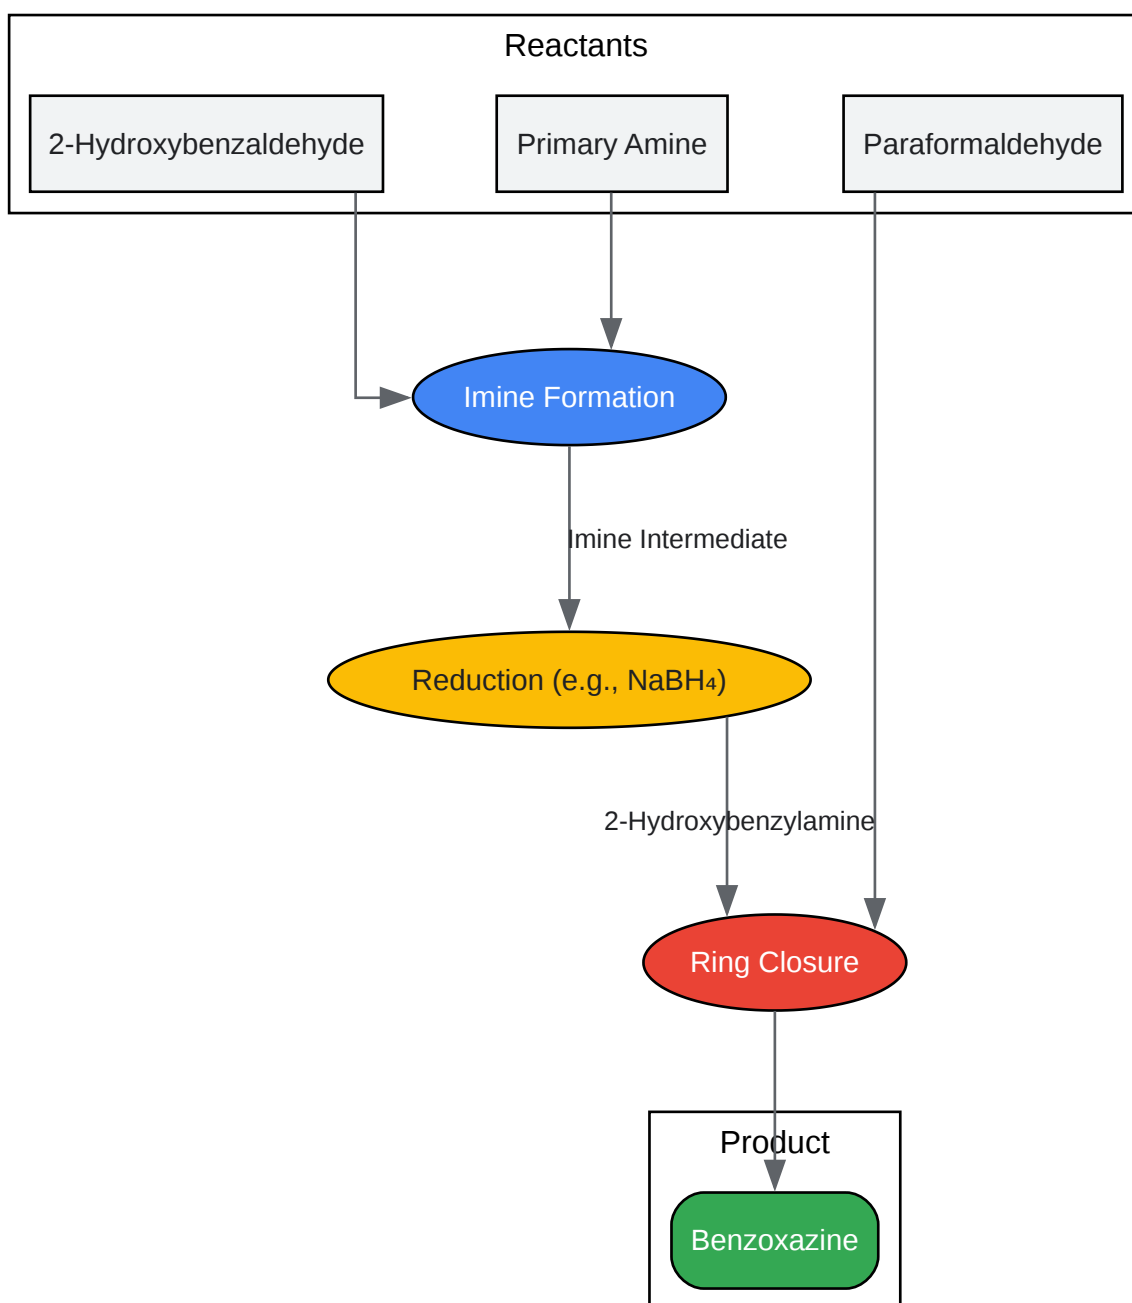 Reactants
2-Hydroxybenzaldehyde
Primary Amine
Paraformaldehyde
Imine Formation
Imine Intermediate
Reduction (e.g., NaBH₄)
2-Hydroxybenzylamine
Ring Closure
Product
Benzoxazine